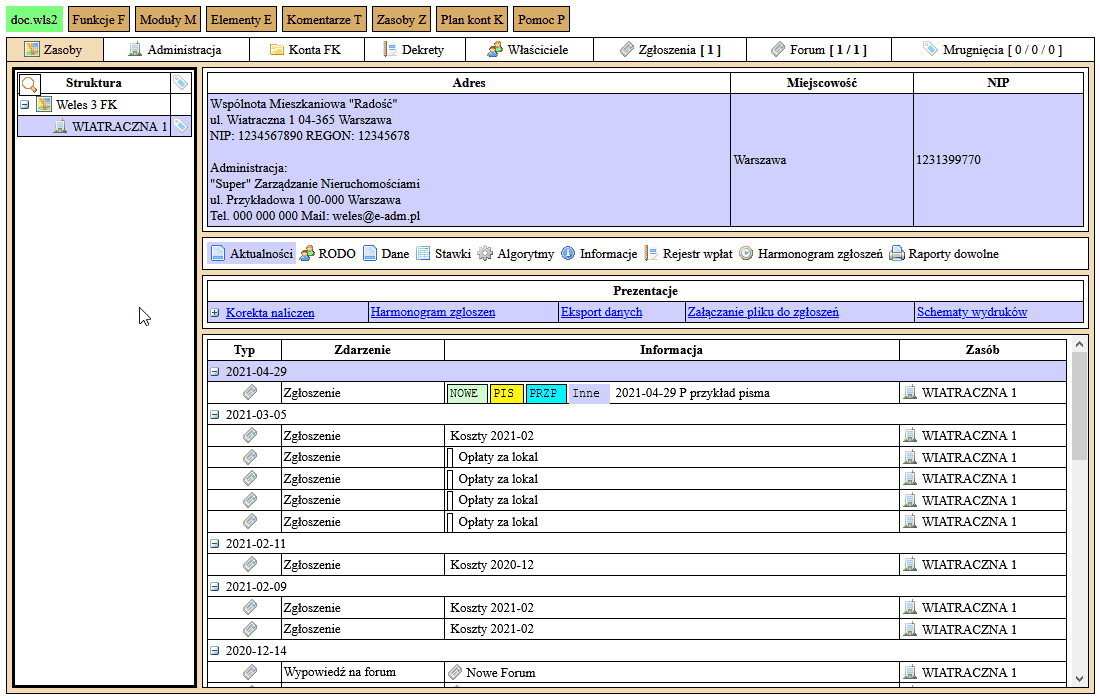 doc.wls2 Funkcje F Moduły M Elementy E Komentarze T Zasoby Z Plan kont K Pomoc P
Zasoby Administracja Konta FK Dekrety Właściciele Zgłoszenia [ 1 ] Forum [ 1 / 1 ] Mrugnięcia [ 0 / 0 / 0 ]
Struktura
Weles 3 FK
WIATRACZNA 1
Adres Miejscowość NIP
Wspólnota Mieszkaniowa "Radość"
ul. Wiatraczna 1 04-365 Warszawa
NIP: 1234567890 REGON: 12345678
Administracja:
"Super" Zarządzanie Nieruchomościami
ul. Przykładowa 1 00-000 Warszawa
Tel. 000 000 000 Mail: weles@e-adm.pl
Warszawa
1231399770
Aktualności RODO Dane Stawki Algorytmy Informacje Rejestr wpłat Harmonogram zgłoszeń Raporty dowolne
Prezentacje
Korekta naliczen Harmonogram zgloszen Eksport danych Załączanie pliku do zgłoszeń Schematy wydruków
Typ Zdarzenie Informacja Zasób
2021-04-29
Zgłoszenie NOWE PIS PRZP Inne 2021-04-29 P przykład pisma WIATRACZNA 1
2021-03-05
Zgłoszenie Koszty 2021-02 WIATRACZNA 1
Zgłoszenie Opłaty za lokal WIATRACZNA 1
Zgłoszenie Opłaty za lokal WIATRACZNA 1
Zgłoszenie Opłaty za lokal WIATRACZNA 1
Zgłoszenie Opłaty za lokal WIATRACZNA 1
2021-02-11
Zgłoszenie Koszty 2020-12 WIATRACZNA 1
2021-02-09
Zgłoszenie Koszty 2021-02 WIATRACZNA 1
Zgłoszenie Koszty 2021-02 WIATRACZNA 1
2020-12-14
Wypowiedź na forum Nowe Forum WIATRACZNA 1